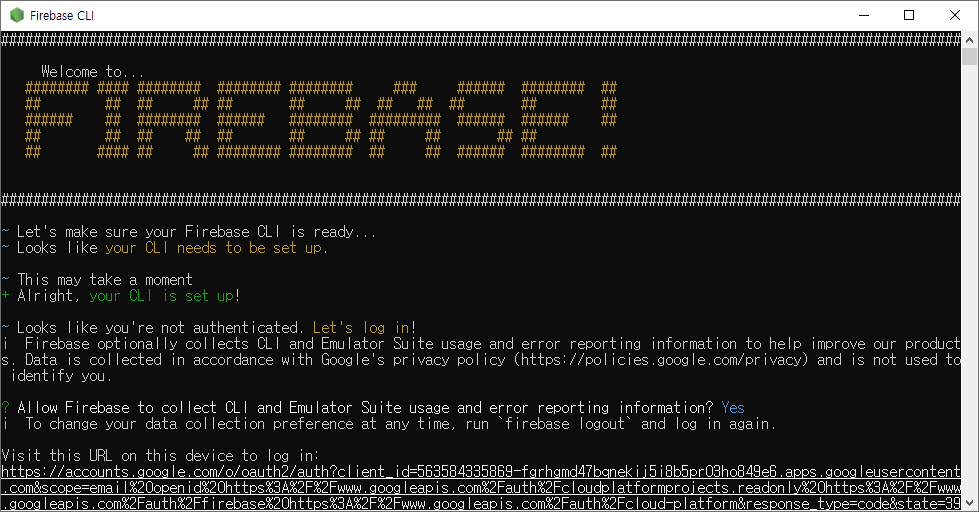 Firebase CLI
################################################################################################################________
Welcome to...
FIREBASE!
################################################################################################################________
~ Let's make sure your Firebase CLI is ready...
~ Looks like your CLI needs to be set up.
~ This may take a moment
+ Alright, your CLI is set up!
~ Looks like you're not authenticated. Let's log in!
i  Firebase optionally collects CLI and Emulator Suite usage and error reporting information to help improve our product
s. Data is collected in accordance with Google's privacy policy (https://policies.google.com/privacy) and is not used to
 identify you.
? Allow Firebase to collect CLI and Emulator Suite usage and error reporting information? Yes
i  To change your data collection preference at any time, run `firebase logout` and log in again.
Visit this URL on this device to log in:
https://accounts.google.com/o/oauth2/auth?client_id=563584335869-fgrhgmd47bqnekij5i8b5pr03ho849e6.apps.googleusercontent
.com&scope=email%20openid%20https%3A%2F%2Fwww.googleapis.com%2Fauth%2Fcloudplatformprojects.readonly%20https%3A%2F%2Fwww
.googleapis.com%2Fauth%2Ffirebase%20https%3A%2F%2Fwww.googleapis.com%2Fauth%2Fcloud-platform&response_type=code&state=39